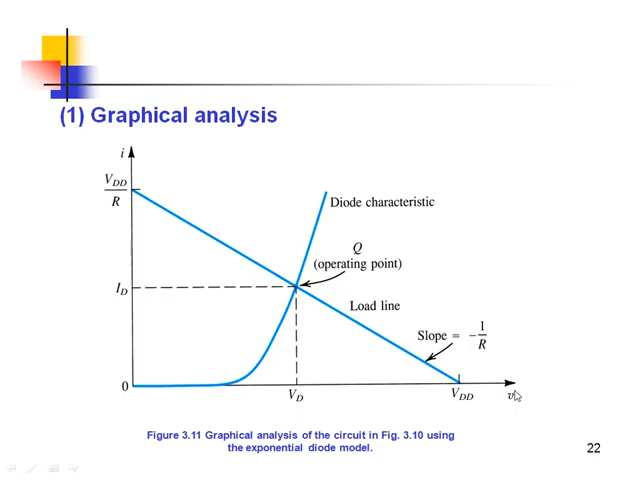 (1) Graphical analysis
i
V_DD
R
Diode characteristic
Q
(operating point)
I_D
Load line
Slope = -1/R
0
V_D
V_DD
v
Figure 3.11 Graphical analysis of the circuit in Fig. 3.10 using
the exponential diode model.
22